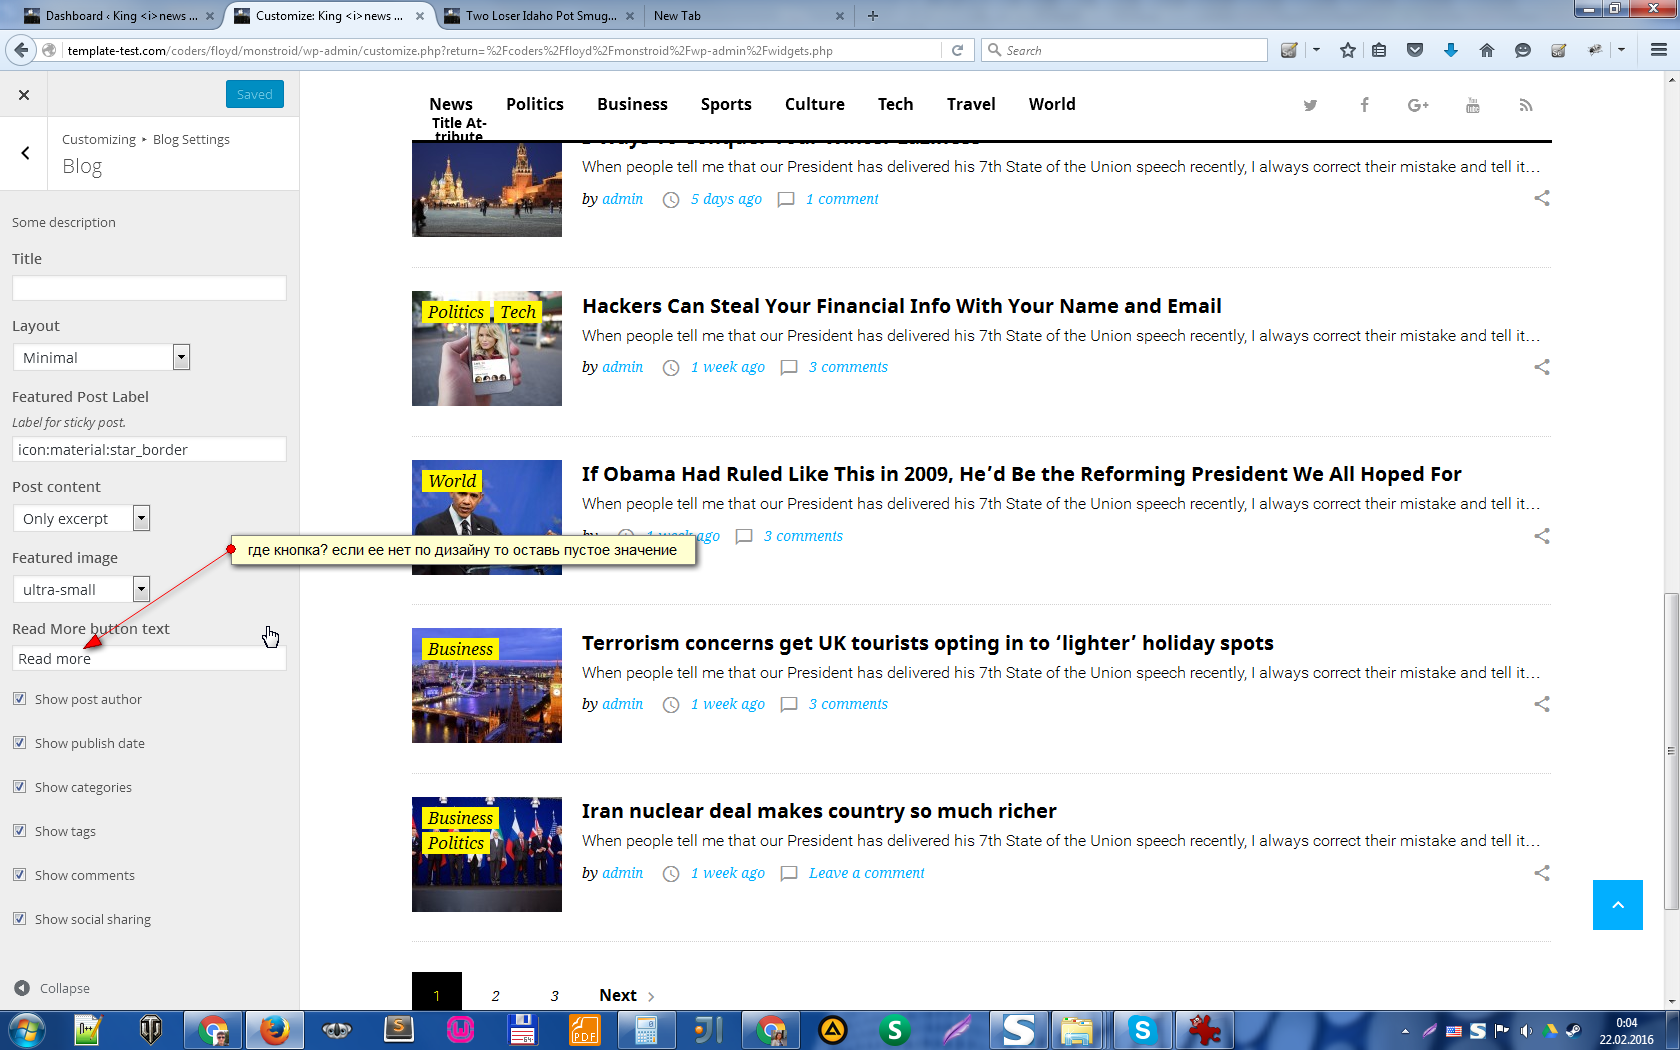 Dashboard ‹ King <i>news ...
Customize: King <i>news ...
Two Loser Idaho Pot Smug...
New Tab
template-test.com/coders/floyd/monstroid/wp-admin/customize.php?return=%2Fcoders%2Ffloyd%2Fmonstroid%2Fwp-admin%2Fwidgets.php
Search
Saved
Customizing ▸ Blog Settings
Blog
Some description
Title
Layout
Minimal
Featured Post Label
Label for sticky post.
icon:material:star_border
Post content
Only excerpt
Featured image
ultra-small
Read More button text
Read more
Show post author
Show publish date
Show categories
Show tags
Show comments
Show social sharing
Collapse
где кнопка? если ее нет по дизайну то оставь пустое значение
News Politics Business Sports Culture Tech Travel World
Title At-
tribute
When people tell me that our President has delivered his 7th State of the Union speech recently, I always correct their mistake and tell it…
by admin 5 days ago 1 comment
Politics Tech
Hackers Can Steal Your Financial Info With Your Name and Email
When people tell me that our President has delivered his 7th State of the Union speech recently, I always correct their mistake and tell it…
by admin 1 week ago 3 comments
World
If Obama Had Ruled Like This in 2009, He’d Be the Reforming President We All Hoped For
When people tell me that our President has delivered his 7th State of the Union speech recently, I always correct their mistake and tell it…
by 1 week ago 3 comments
Business
Terrorism concerns get UK tourists opting in to ‘lighter’ holiday spots
When people tell me that our President has delivered his 7th State of the Union speech recently, I always correct their mistake and tell it…
by admin 1 week ago 3 comments
Business
Politics
Iran nuclear deal makes country so much richer
When people tell me that our President has delivered his 7th State of the Union speech recently, I always correct their mistake and tell it…
by admin 1 week ago Leave a comment
1 2 3 Next
0:04
22.02.2016